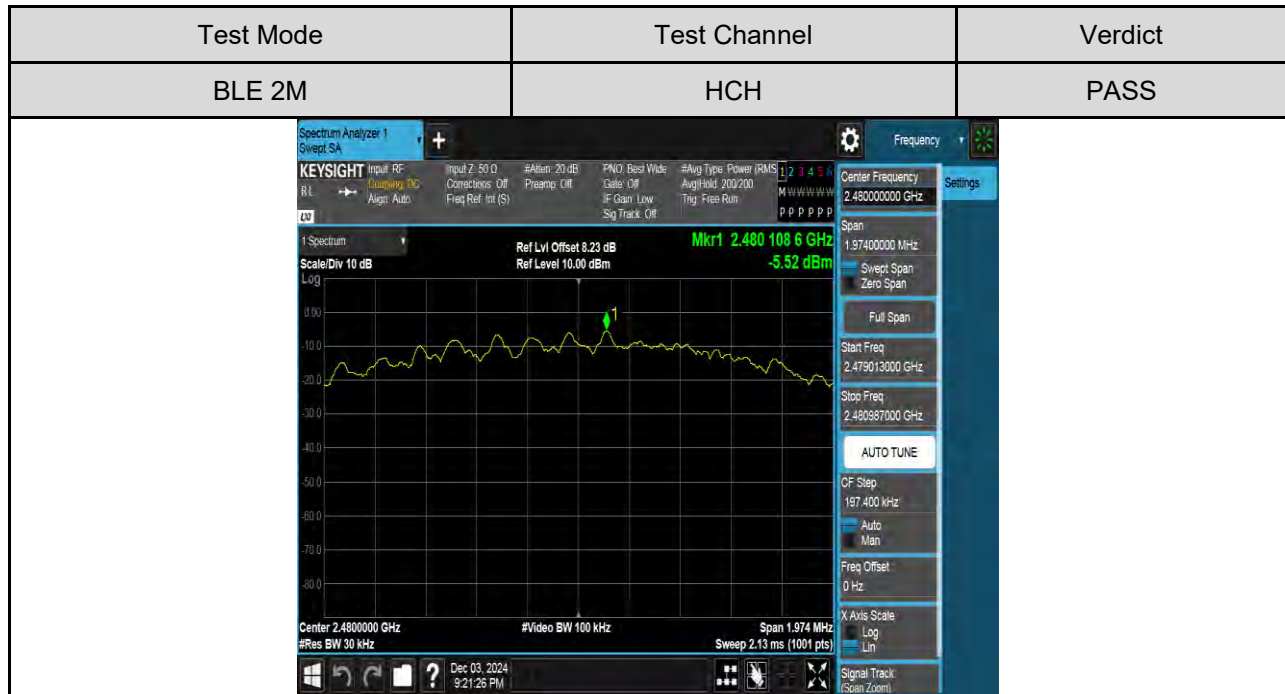 Test Mode Test Channel Verdict
BLE 2M HCH PASS
Spectrum Analyzer 1
Swept SA
+
Frequency
KEYSIGHT Input: RF Input Z: 50 Ω #Atten: 20 dB PNO: Best Wide #Avg Type: Power (RMS 1 2 3 4 5 6
RL Coupling: DC Corrections: Off Preamp: Off Gate: Off Avg|Hold: 200/200 M W W W W W
Align: Auto Freq Ref: Int (S) IF Gain: Low Trig: Free Run
Sig Track: Off P P P P P P
1 Spectrum
Scale/Div 10 dB
Ref Lvl Offset 8.23 dB
Ref Level 10.00 dBm
Mkr1 2.480 108 6 GHz
-5.52 dBm
Log
1
0.00
-10.0
-20.0
-30.0
-40.0
-50.0
-60.0
-70.0
-80.0
Center 2.4800000 GHz #Video BW 100 kHz Span 1.974 MHz
#Res BW 30 kHz Sweep 2.13 ms (1001 pts)
?
Dec 03, 2024
9:21:26 PM
Center Frequency
2.480000000 GHz
Settings
Span
1.97400000 MHz
Swept Span
Zero Span
Full Span
Start Freq
2.479013000 GHz
Stop Freq
2.480987000 GHz
AUTO TUNE
CF Step
197.400 kHz
Auto
Man
Freq Offset
0 Hz
X Axis Scale
Log
Lin
Signal Track
(Span Zoom)